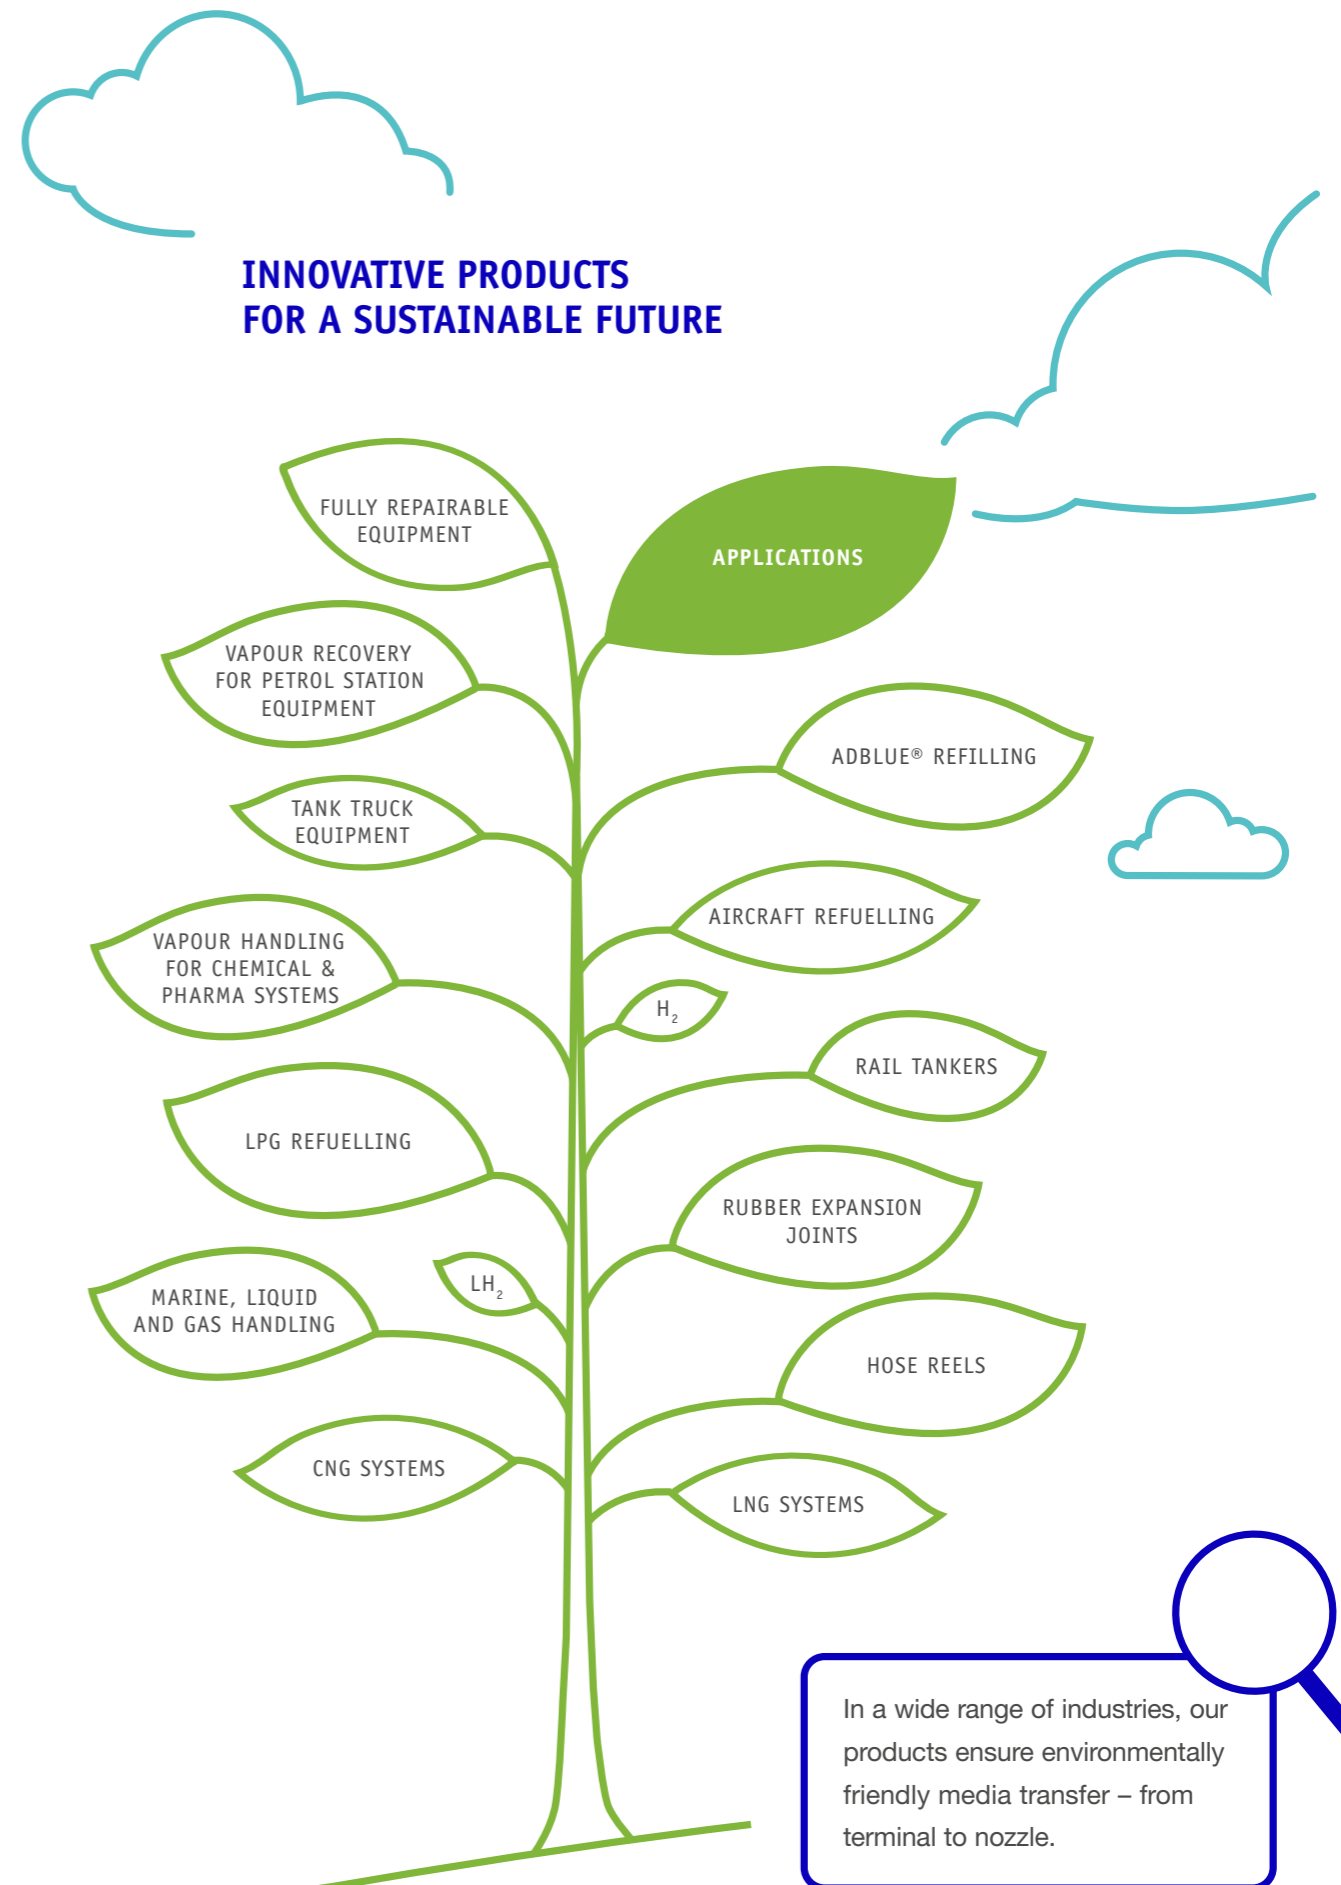 INNOVATIVE PRODUCTS
FOR A SUSTAINABLE FUTURE
FULLY REPAIRABLE
EQUIPMENT
APPLICATIONS
VAPOUR RECOVERY
FOR PETROL STATION
EQUIPMENT
ADBLUE® REFILLING
TANK TRUCK
EQUIPMENT
AIRCRAFT REFUELLING
VAPOUR HANDLING
FOR CHEMICAL &
PHARMA SYSTEMS
H₂
RAIL TANKERS
LPG REFUELLING
RUBBER EXPANSION
JOINTS
LH₂
MARINE, LIQUID
AND GAS HANDLING
HOSE REELS
CNG SYSTEMS
LNG SYSTEMS
In a wide range of industries, our
products ensure environmentally
friendly media transfer – from
terminal to nozzle.